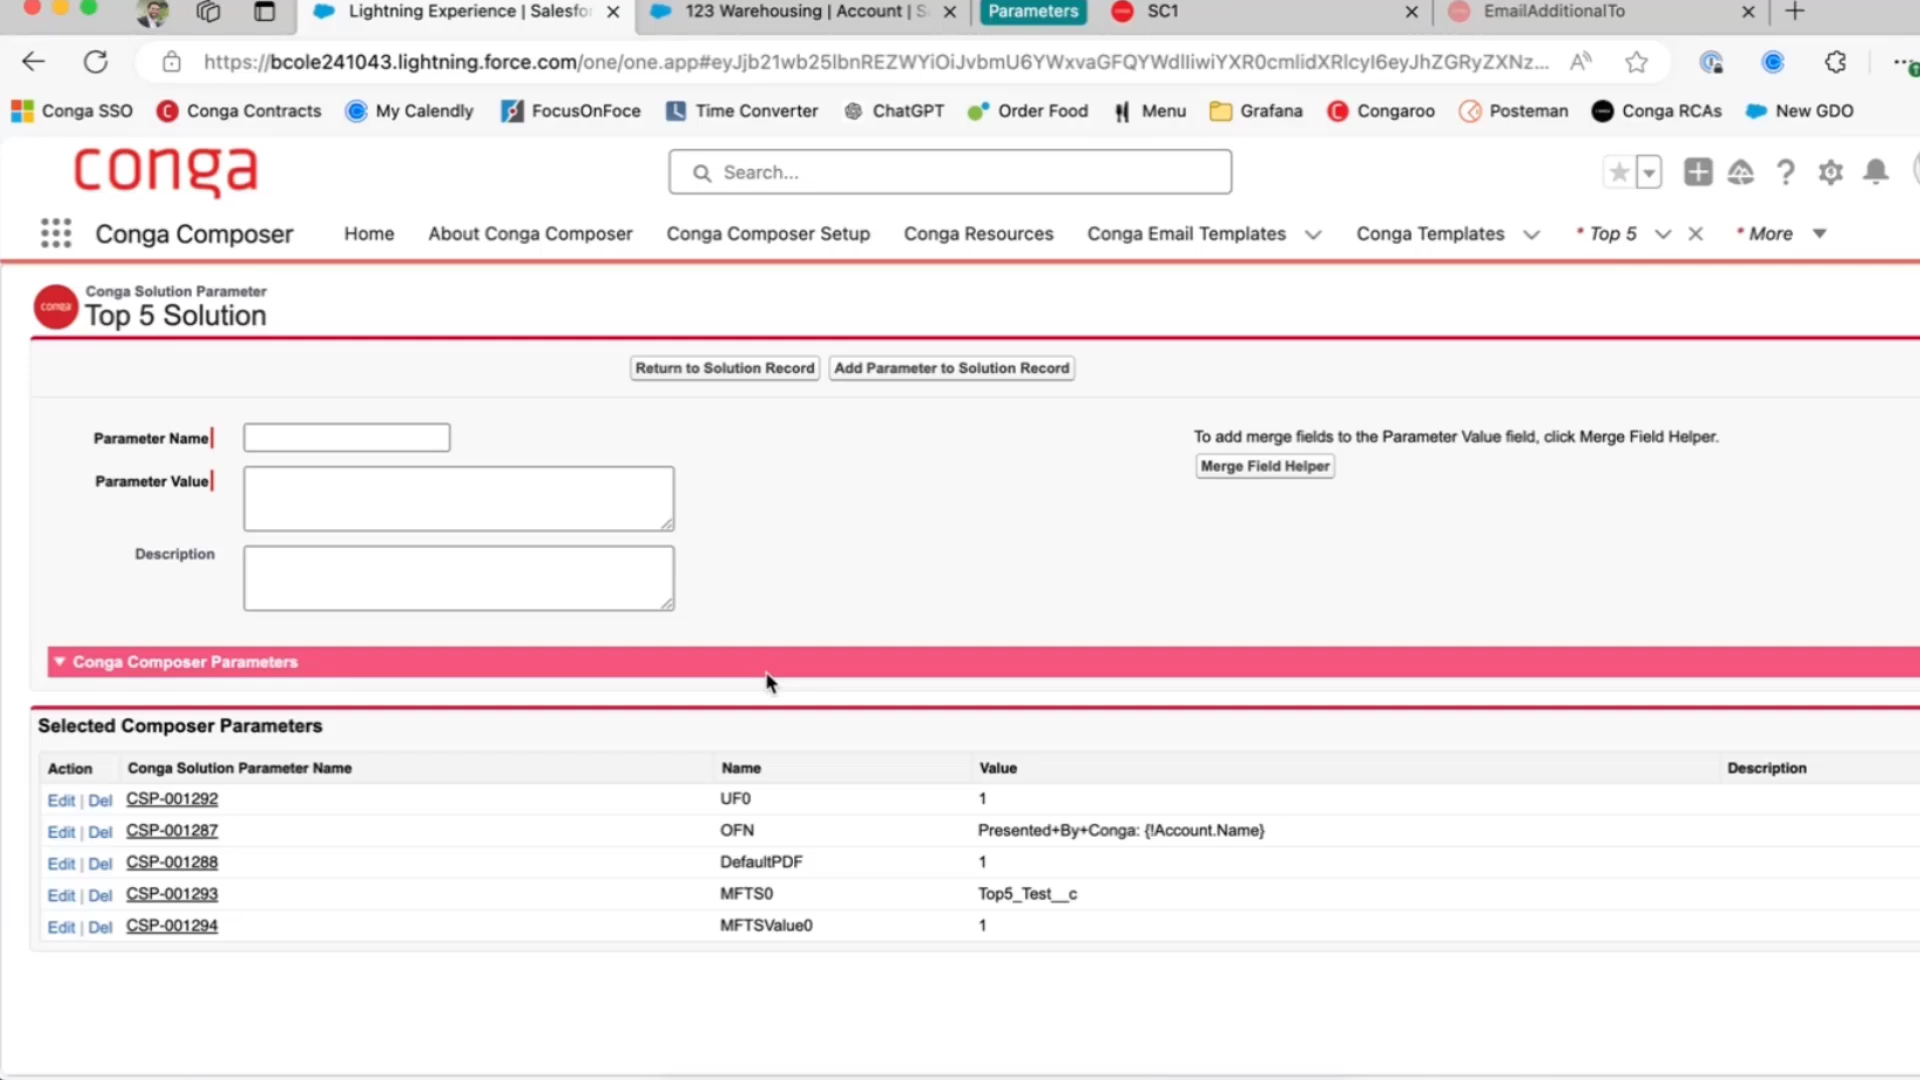 Lightning Experience | Salesfor
123 Warehousing | Account | S
Parameters
SC1
EmailAdditionalTo
https://bcole241043.lightning.force.com/one/one.app#eyJjb21wb25lbnREZWYiOiJvbmU6YWxvaGFQYWdlIiwiYXR0cmlidXRlcyI6eyJhZGRyZXNz...
Conga SSO
Conga Contracts
My Calendly
FocusOnFoce
Time Converter
ChatGPT
Order Food
Menu
Grafana
Congaroo
Posteman
Conga RCAs
New GDO
conga
Search...
Conga Composer
Home
About Conga Composer
Conga Composer Setup
Conga Resources
Conga Email Templates
Conga Templates
* Top 5
* More
conga
Conga Solution Parameter
Top 5 Solution
Return to Solution Record
Add Parameter to Solution Record
Parameter Name
To add merge fields to the Parameter Value field, click Merge Field Helper.
Merge Field Helper
Parameter Value
Description
Conga Composer Parameters
Selected Composer Parameters
Action Conga Solution Parameter Name Name Value Description
Edit | Del CSP-001292 UF0 1
Edit | Del CSP-001287 OFN Presented+By+Conga: {!Account.Name}
Edit | Del CSP-001288 DefaultPDF 1
Edit | Del CSP-001293 MFTS0 Top5_Test__c
Edit | Del CSP-001294 MFTSValue0 1